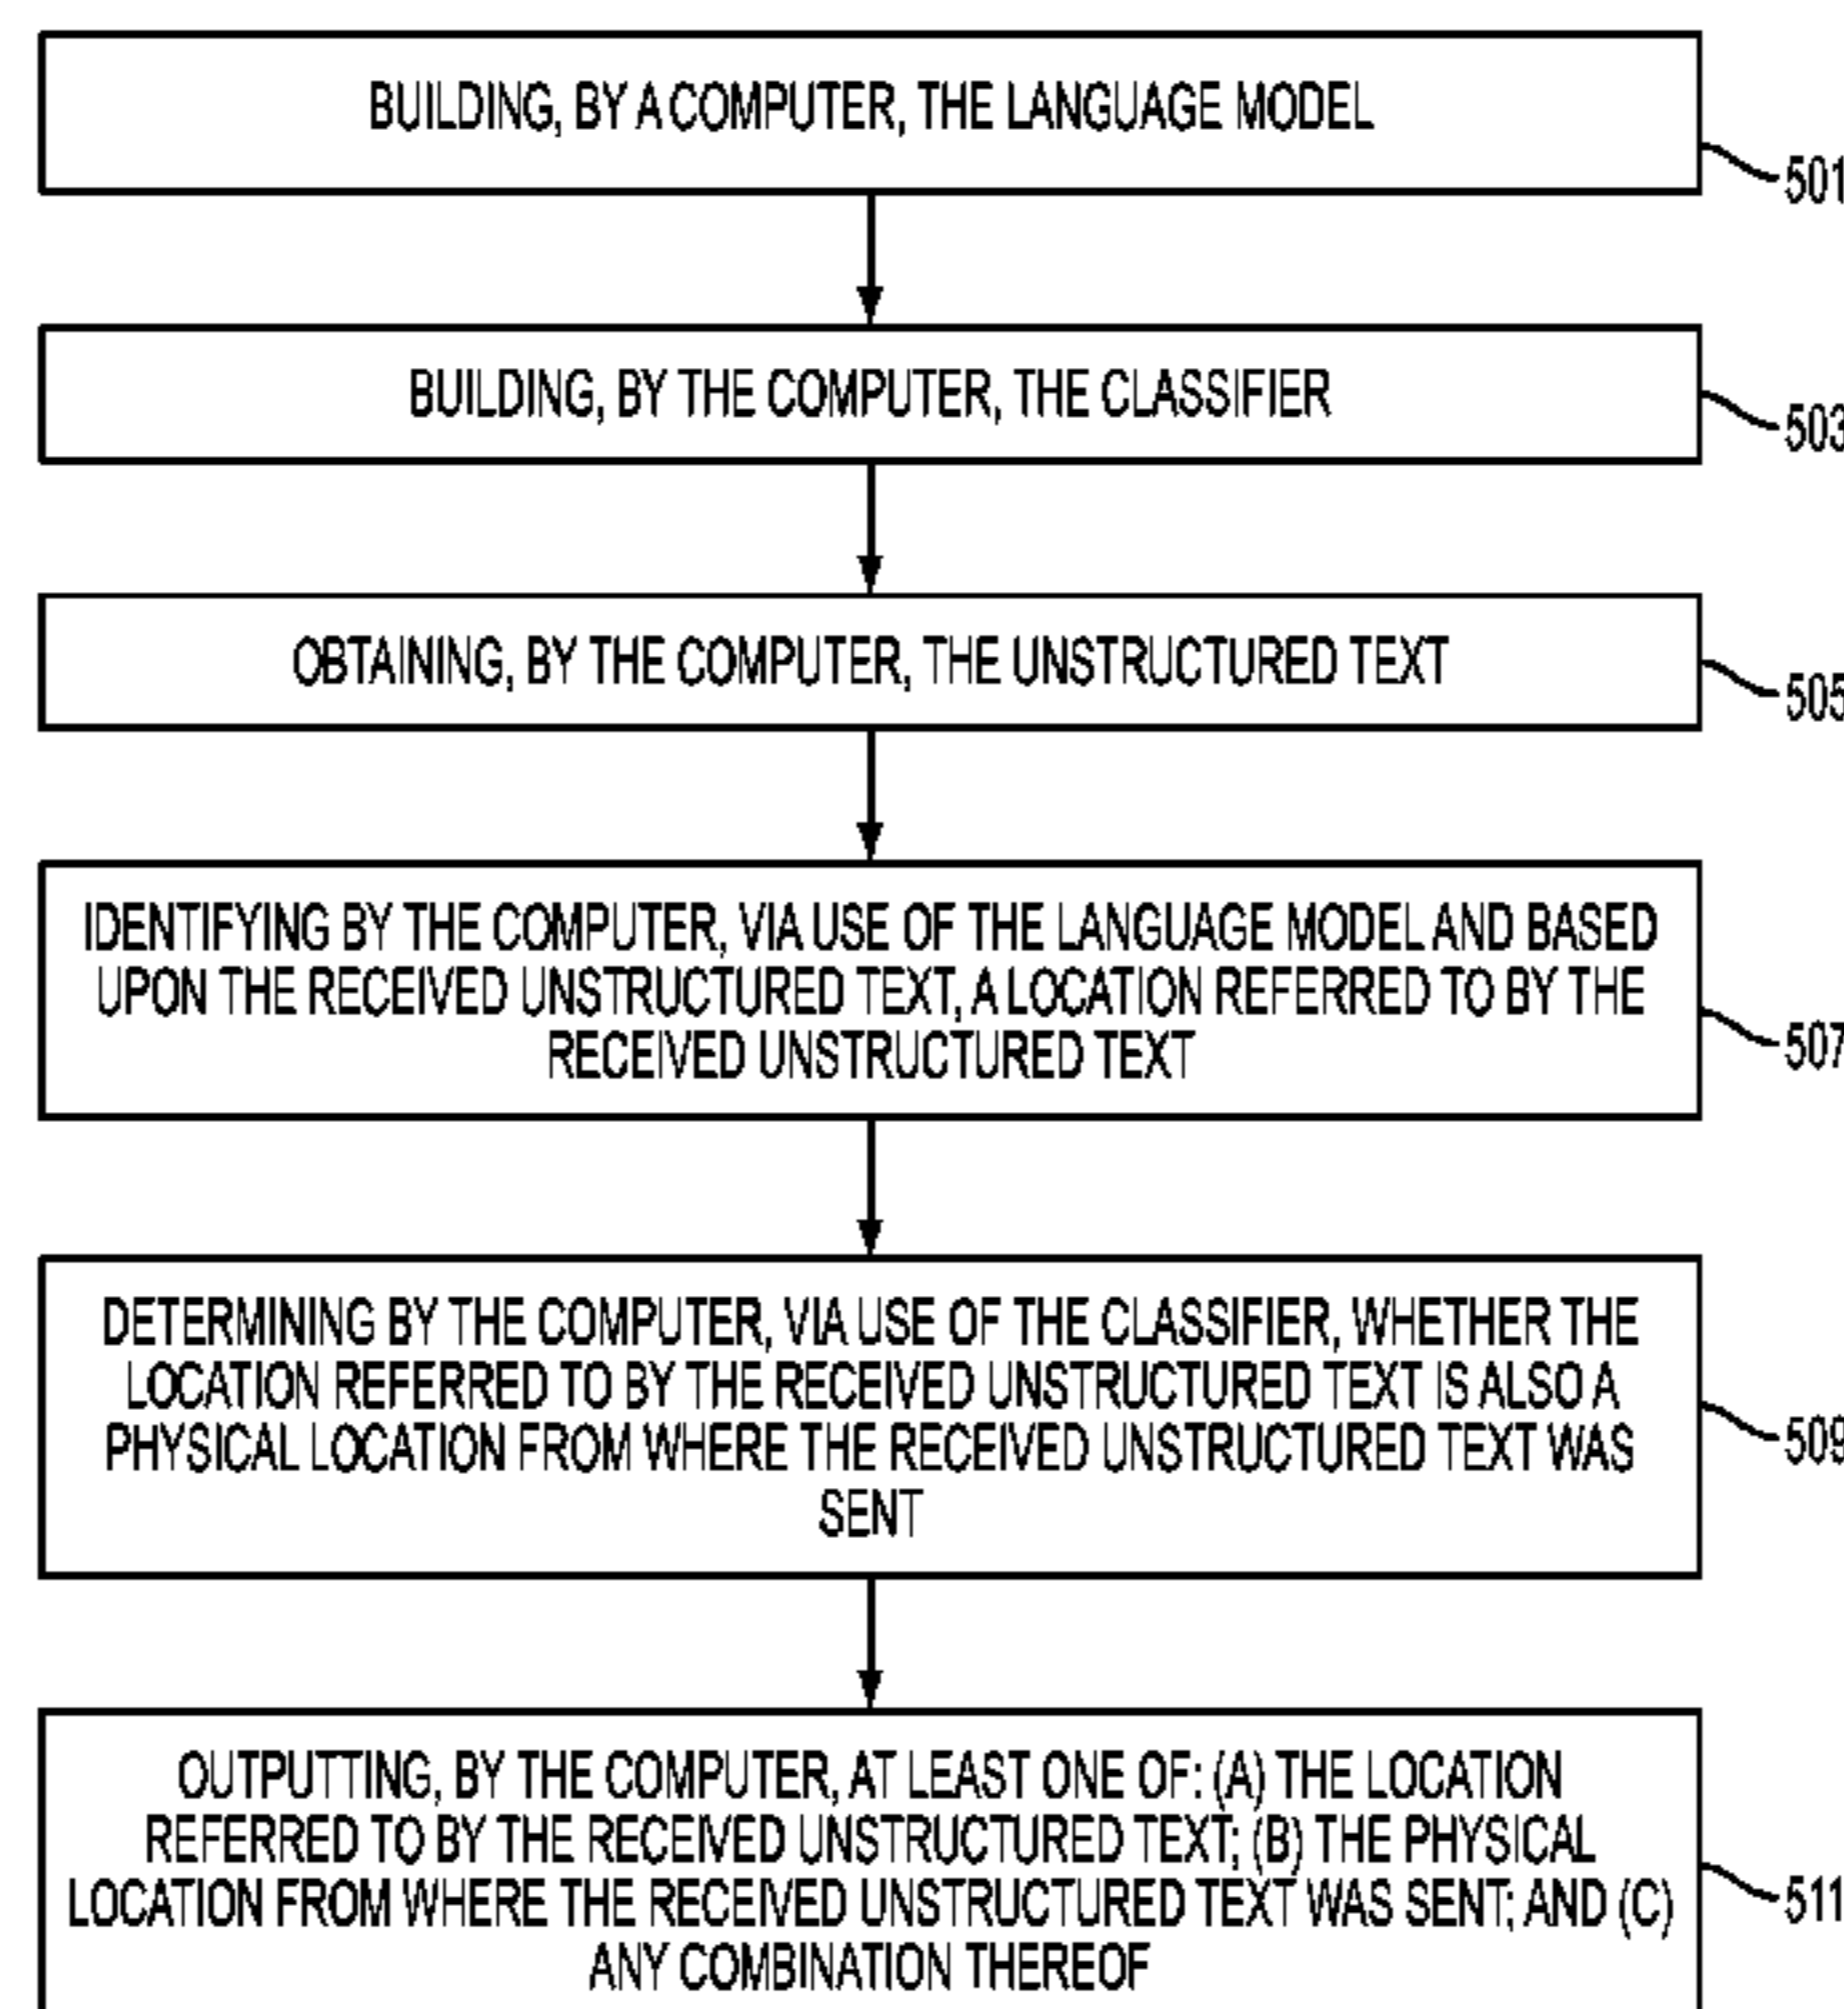 BUILDING, BY A COMPUTER, THE LANGUAGE MODEL
501
BUILDING, BY THE COMPUTER, THE CLASSIFIER
503
OBTAINING, BY THE COMPUTER, THE UNSTRUCTURED TEXT
505
IDENTIFYING BY THE COMPUTER, VIA USE OF THE LANGUAGE MODEL AND BASED
UPON THE RECEIVED UNSTRUCTURED TEXT, A LOCATION REFERRED TO BY THE
RECEIVED UNSTRUCTURED TEXT
507
DETERMINING BY THE COMPUTER, VIA USE OF THE CLASSIFIER, WHETHER THE
LOCATION REFERRED TO BY THE RECEIVED UNSTRUCTURED TEXT IS ALSO A
PHYSICAL LOCATION FROM WHERE THE RECEIVED UNSTRUCTURED TEXT WAS
SENT
509
OUTPUTTING, BY THE COMPUTER, AT LEAST ONE OF: (A) THE LOCATION
REFERRED TO BY THE RECEIVED UNSTRUCTURED TEXT; (B) THE PHYSICAL
LOCATION FROM WHERE THE RECEIVED UNSTRUCTURED TEXT WAS SENT; AND (C)
ANY COMBINATION THEREOF
511